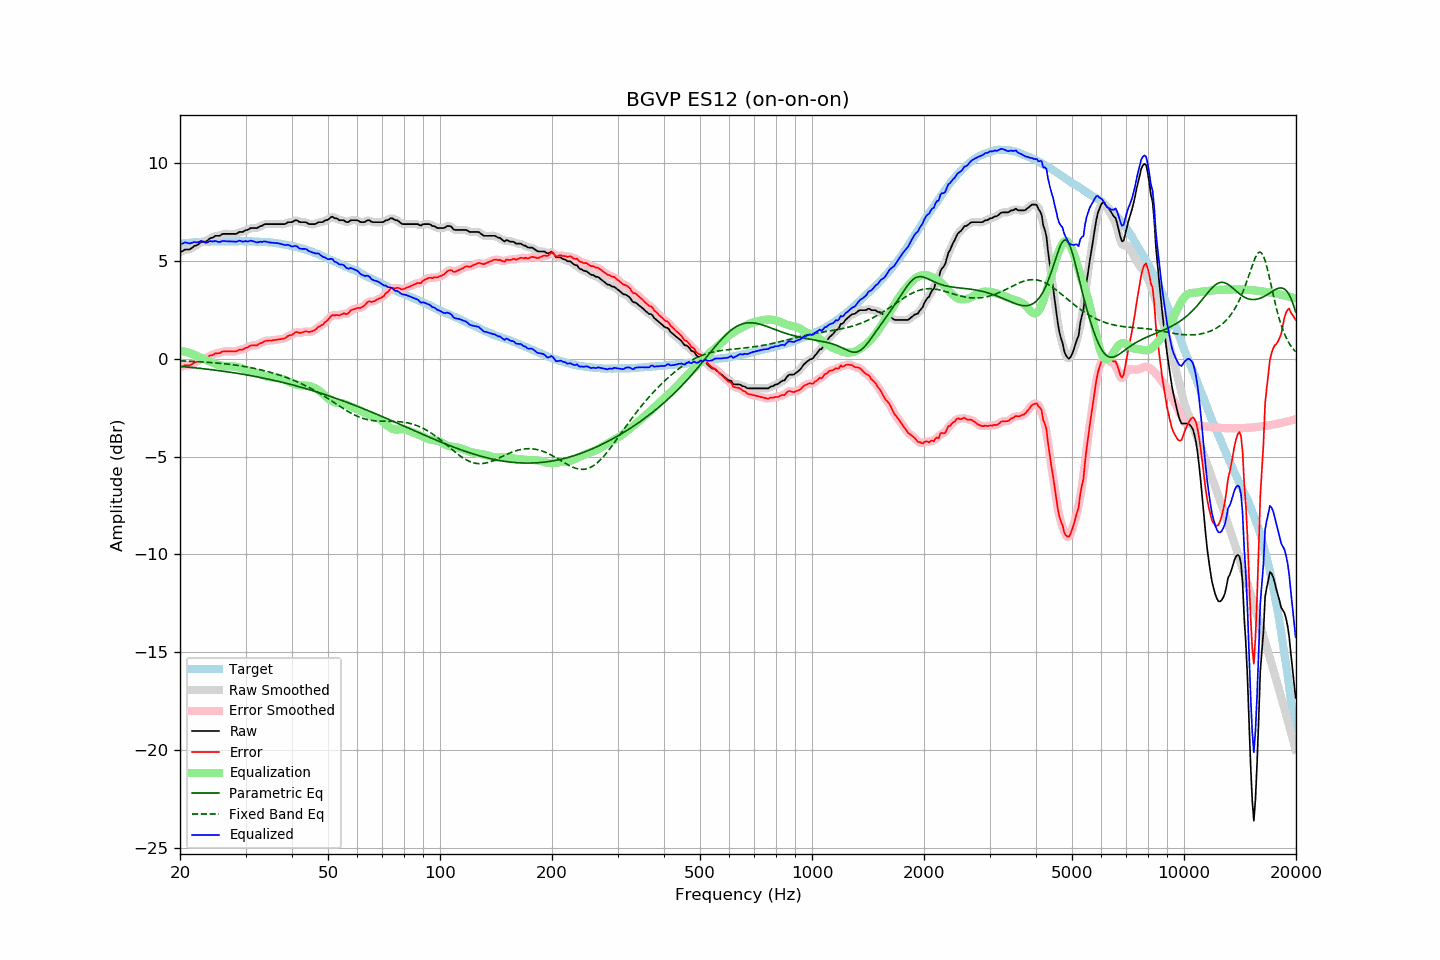 BGVP ES12 (on-on-on)
Amplitude (dBr)
10
5
0
−5
−10
−15
−20
−25
Target
Raw Smoothed
Error Smoothed
Raw
Error
Equalization
Parametric Eq
Fixed Band Eq
Equalized
20 50 100 200 500 1000 2000 5000 10000 20000
Frequency (Hz)